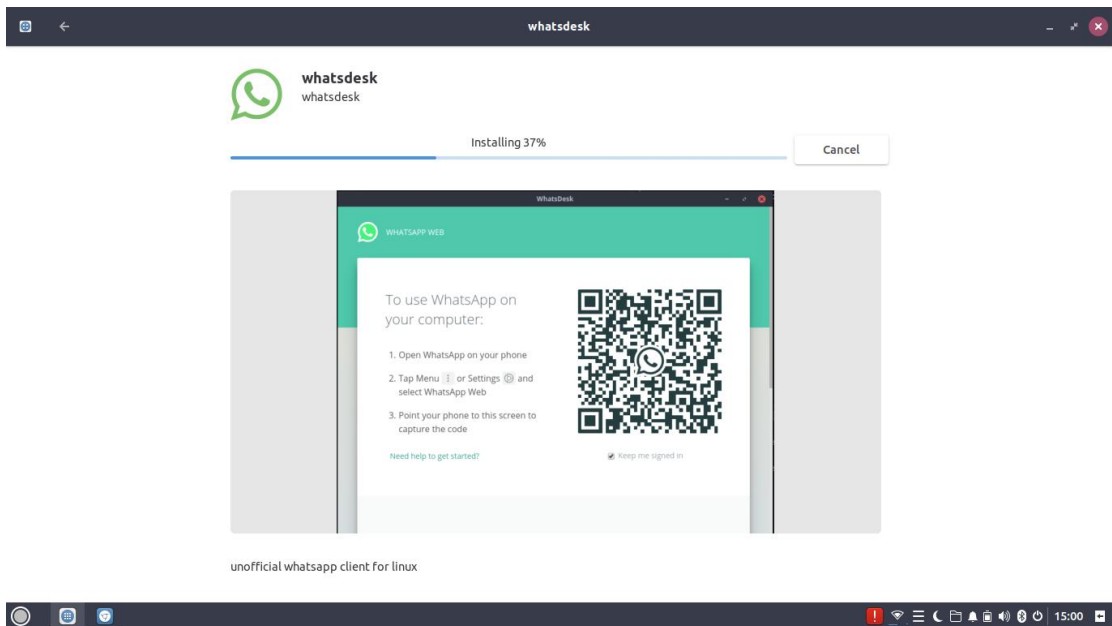 whatsdesk
whatsdesk
whatsdesk
Installing 37%
Cancel
WhatsDesk
WHATSAPP WEB
To use WhatsApp on
your computer:
1. Open WhatsApp on your phone
2. Tap Menu or Settings and
select WhatsApp Web
3. Point your phone to this screen to
capture the code
Need help to get started?
Keep me signed in
unofficial whatsapp client for linux
15:00